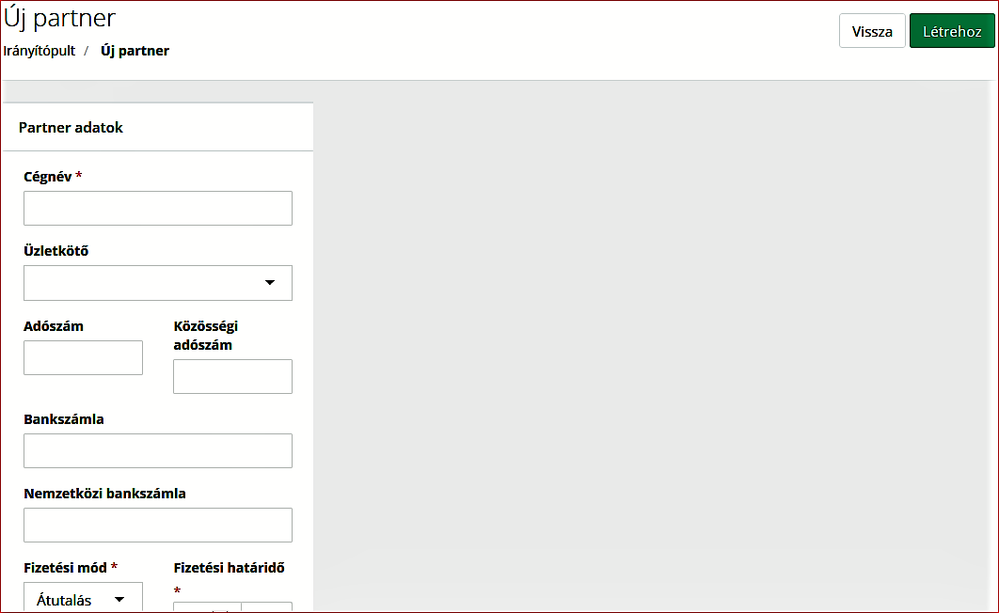 Új partner
Vissza
Létrehoz
Irányítópult / Új partner
Partner adatok
Cégnév *
Üzletkötő
Adószám
Közösségi
adószám
Bankszámla
Nemzetközi bankszámla
Fizetési mód *
Fizetési határidő
*
Átutalás